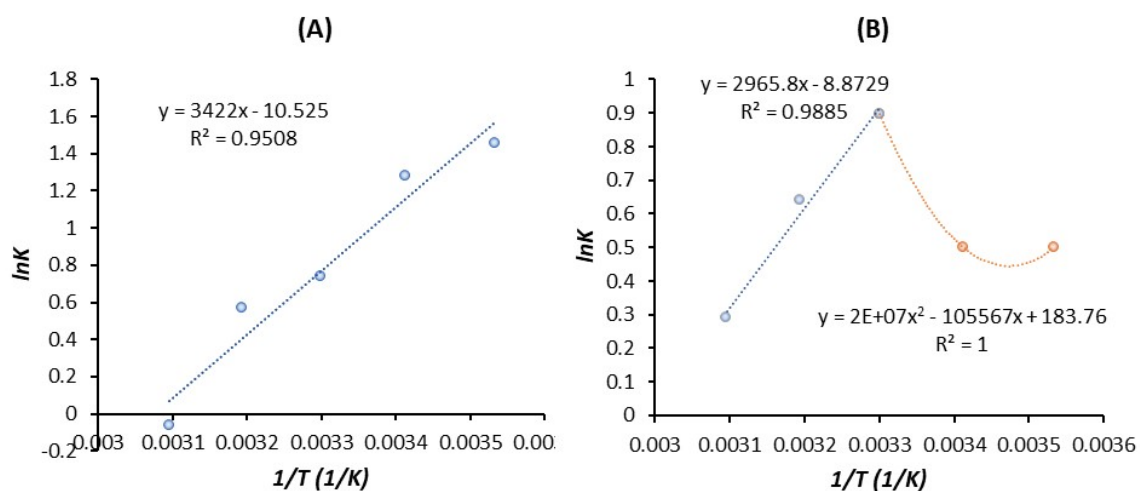 (A)
y = 3422x - 10.525
R² = 0.9508
1.8
1.6
1.4
1.2
1
0.8
0.6
0.4
0.2
0
-0.2
lnK
0.003 0.0031 0.0032 0.0033 0.0034 0.0035
1/T (1/K)
(B)
y = 2965.8x - 8.8729
R² = 0.9885
1
0.9
0.8
0.7
0.6
0.5
0.4
0.3
0.2
0.1
0
lnK
y = 2E+07x² - 105567x + 183.76
R² = 1
0.003 0.0031 0.0032 0.0033 0.0034 0.0035 0.0036
1/T (1/K)